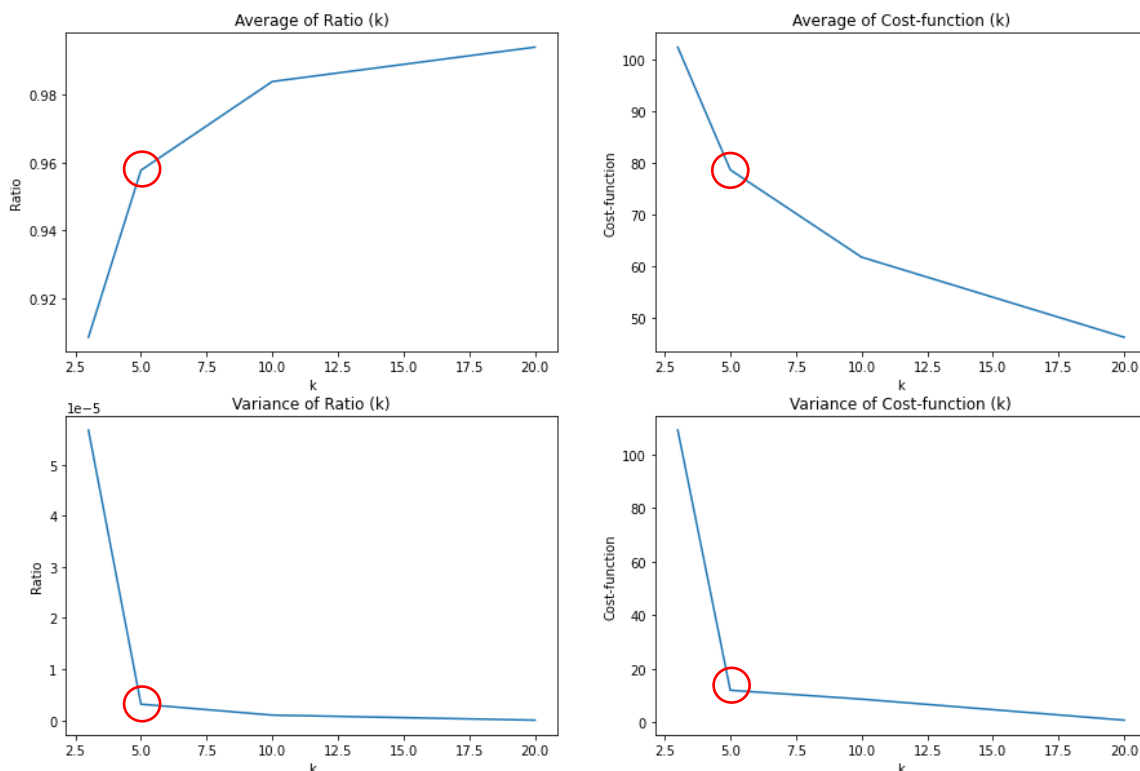 Average of Ratio (k)
Ratio
0.98
0.96
0.94
0.92
2.5 5.0 7.5 10.0 12.5 15.0 17.5 20.0
k
Average of Cost-function (k)
Cost-function
100
90
80
70
60
50
2.5 5.0 7.5 10.0 12.5 15.0 17.5 20.0
k
1e−5
Variance of Ratio (k)
Ratio
5
4
3
2
1
0
2.5 5.0 7.5 10.0 12.5 15.0 17.5 20.0
k
Variance of Cost-function (k)
Cost-function
100
80
60
40
20
0
2.5 5.0 7.5 10.0 12.5 15.0 17.5 20.0
k